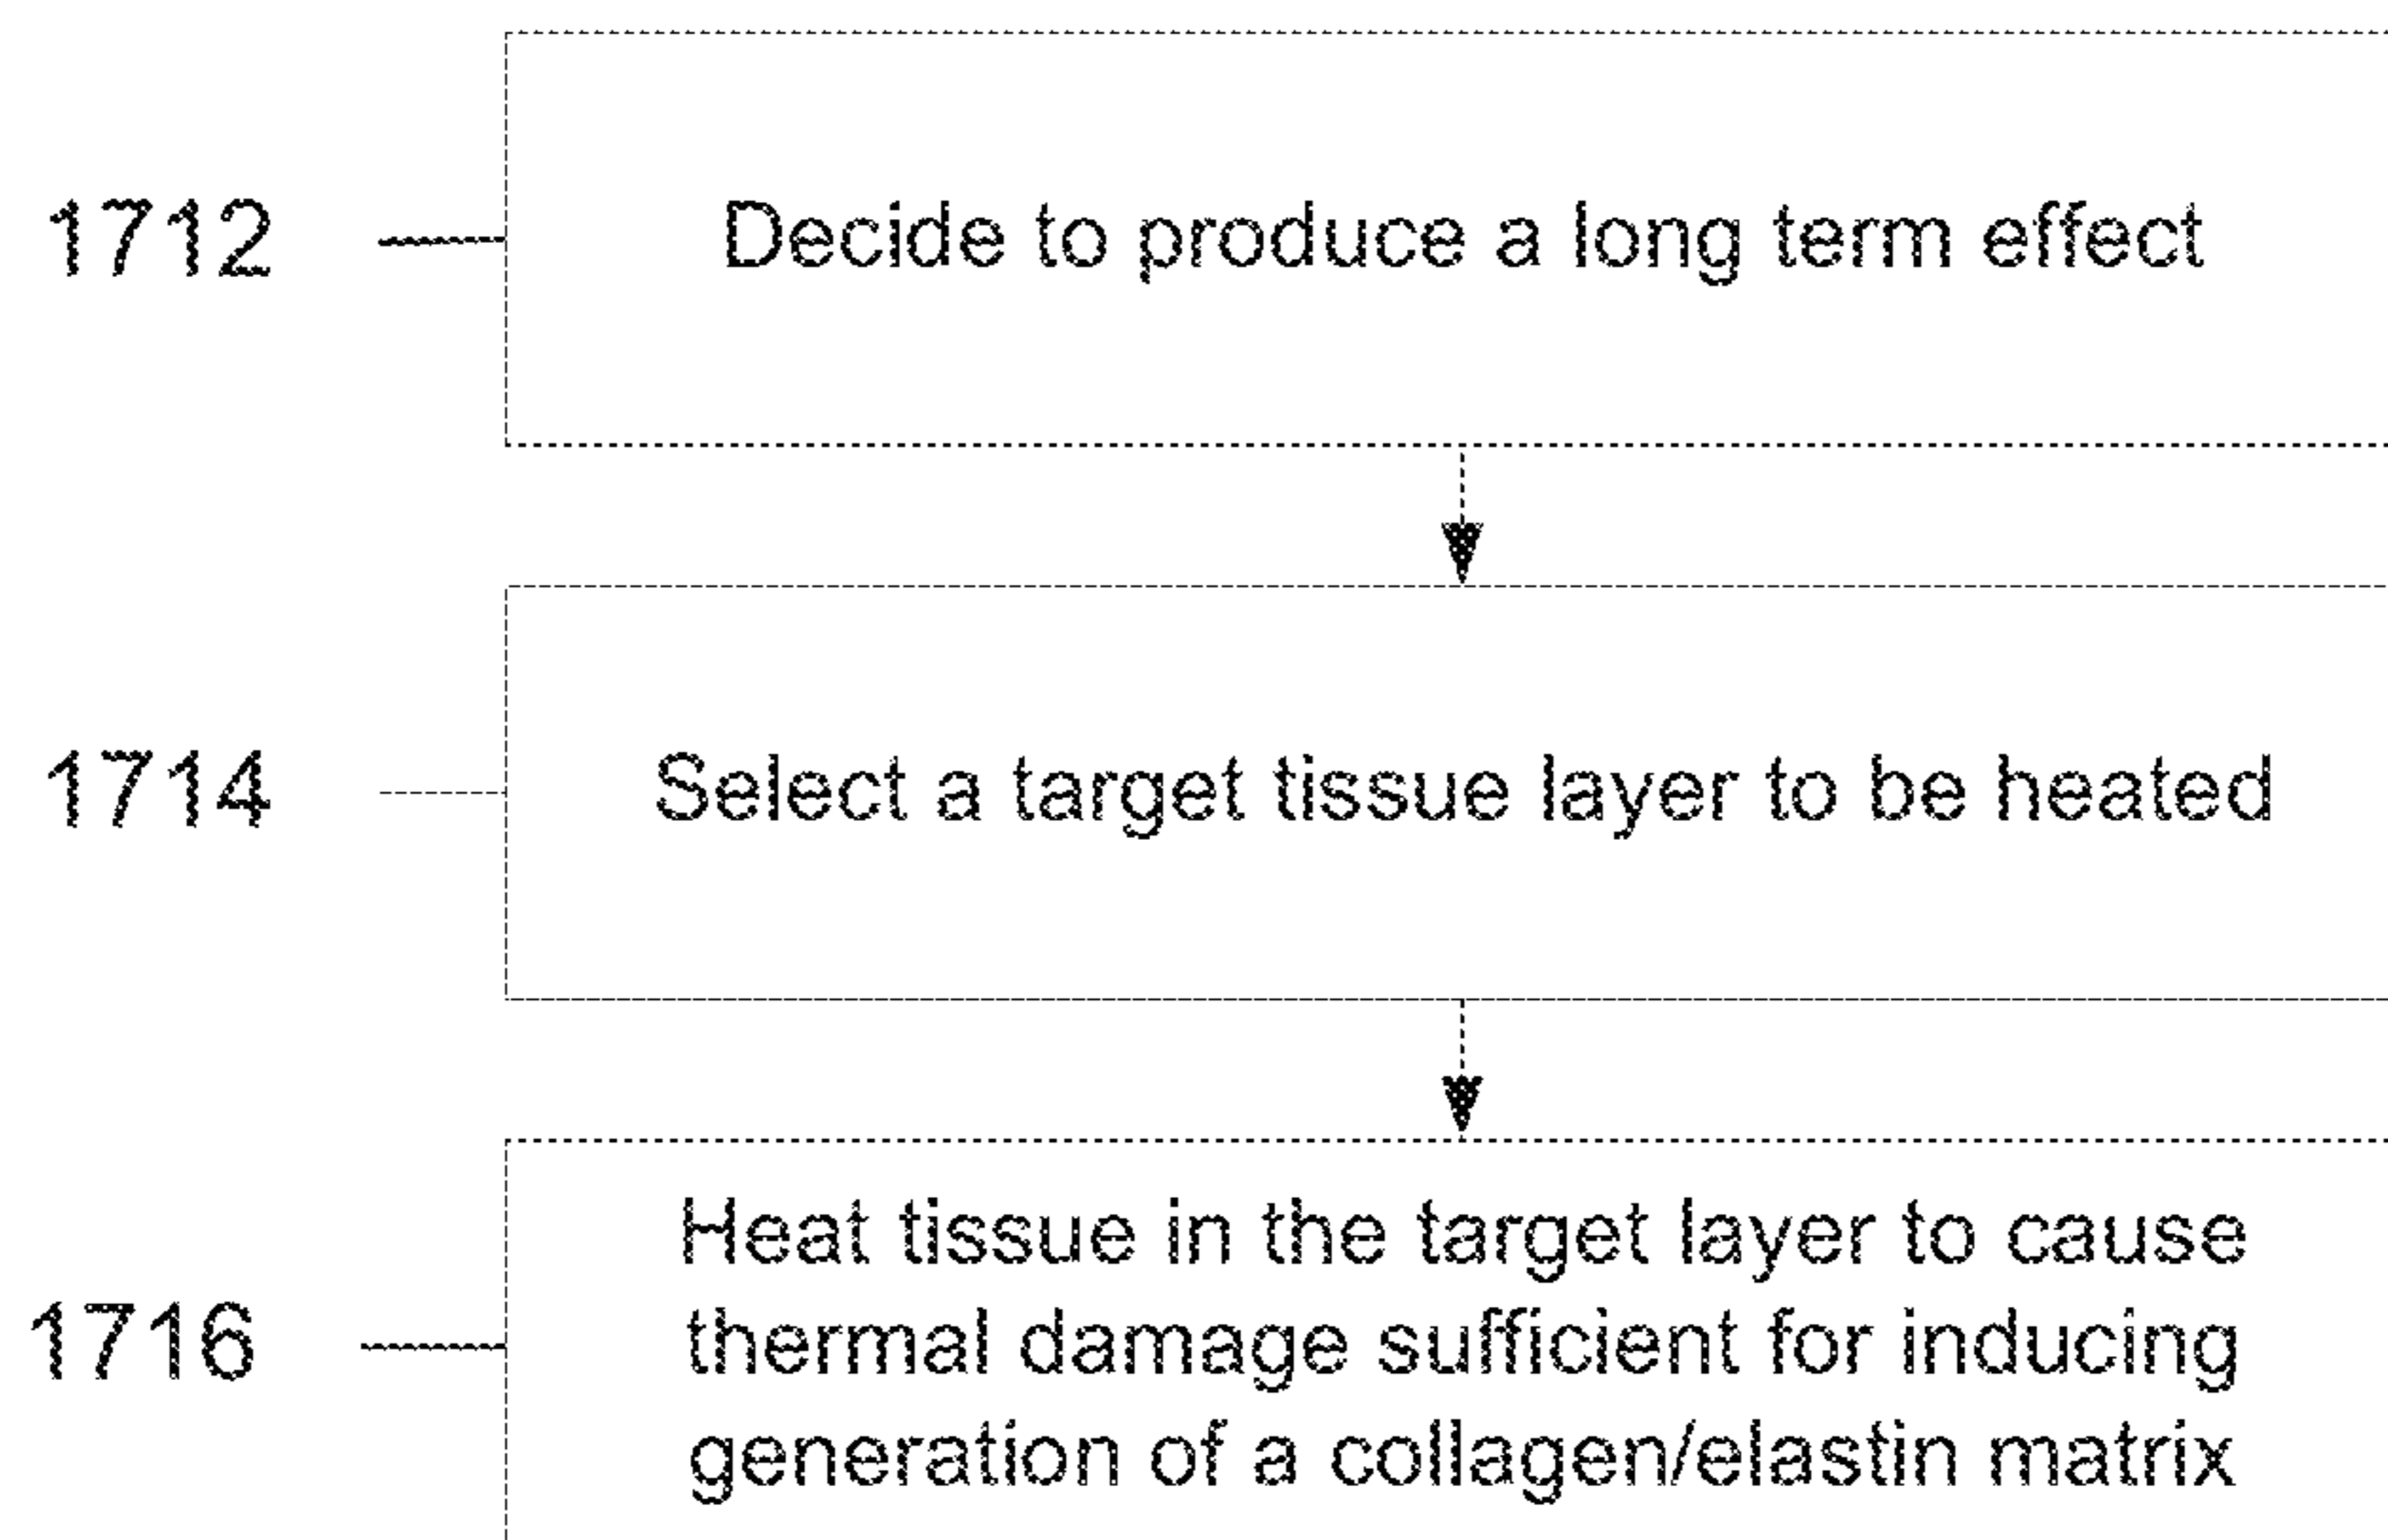 1712
Decide to produce a long term effect
1714
Select a target tissue layer to be heated
1716
Heat tissue in the target layer to cause
thermal damage sufficient for inducing
generation of a collagen/elastin matrix